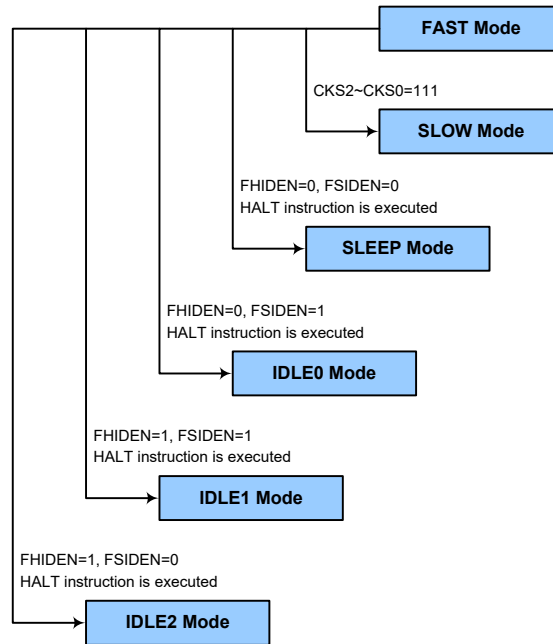 FAST Mode
CKS2~CKS0=111
SLOW Mode
FHIDEN=0, FSIDEN=0
HALT instruction is executed
SLEEP Mode
FHIDEN=0, FSIDEN=1
HALT instruction is executed
IDLE0 Mode
FHIDEN=1, FSIDEN=1
HALT instruction is executed
IDLE1 Mode
FHIDEN=1, FSIDEN=0
HALT instruction is executed
IDLE2 Mode